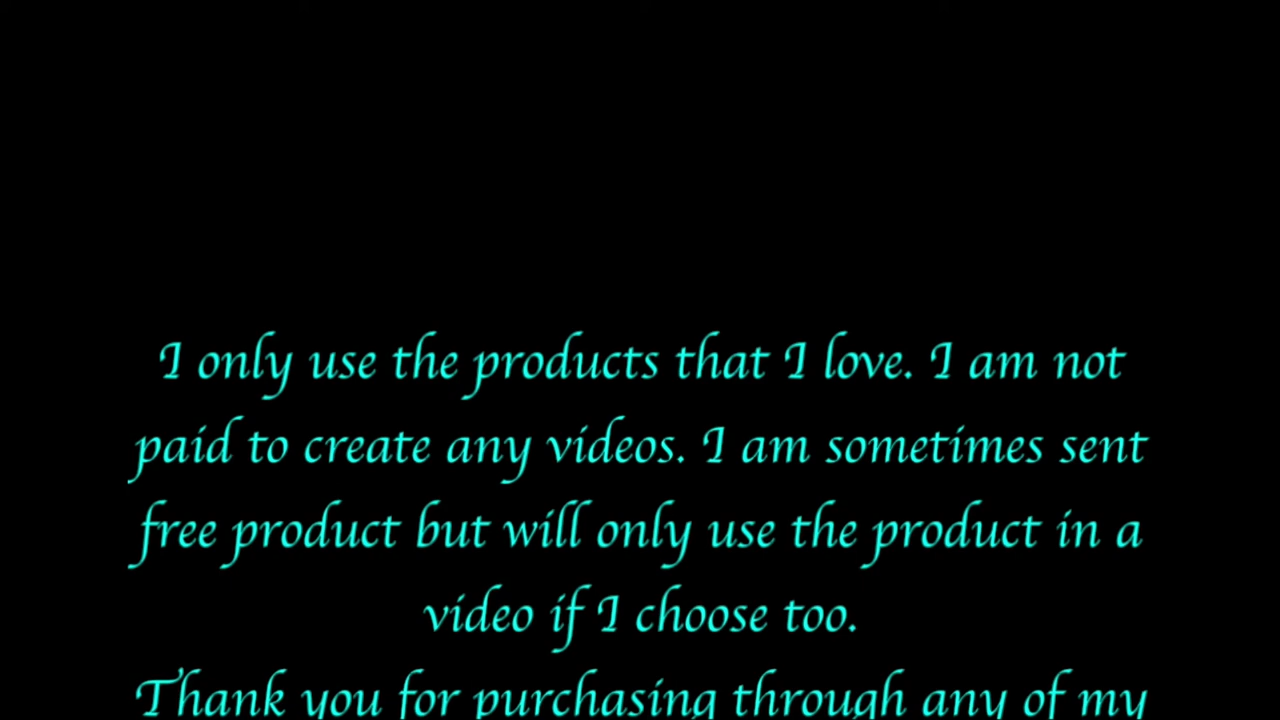 I only use the products that I love. I am not
paid to create any videos. I am sometimes sent
free product but will only use the product in a
video if I choose too.
Thank you for purchasing through any of my